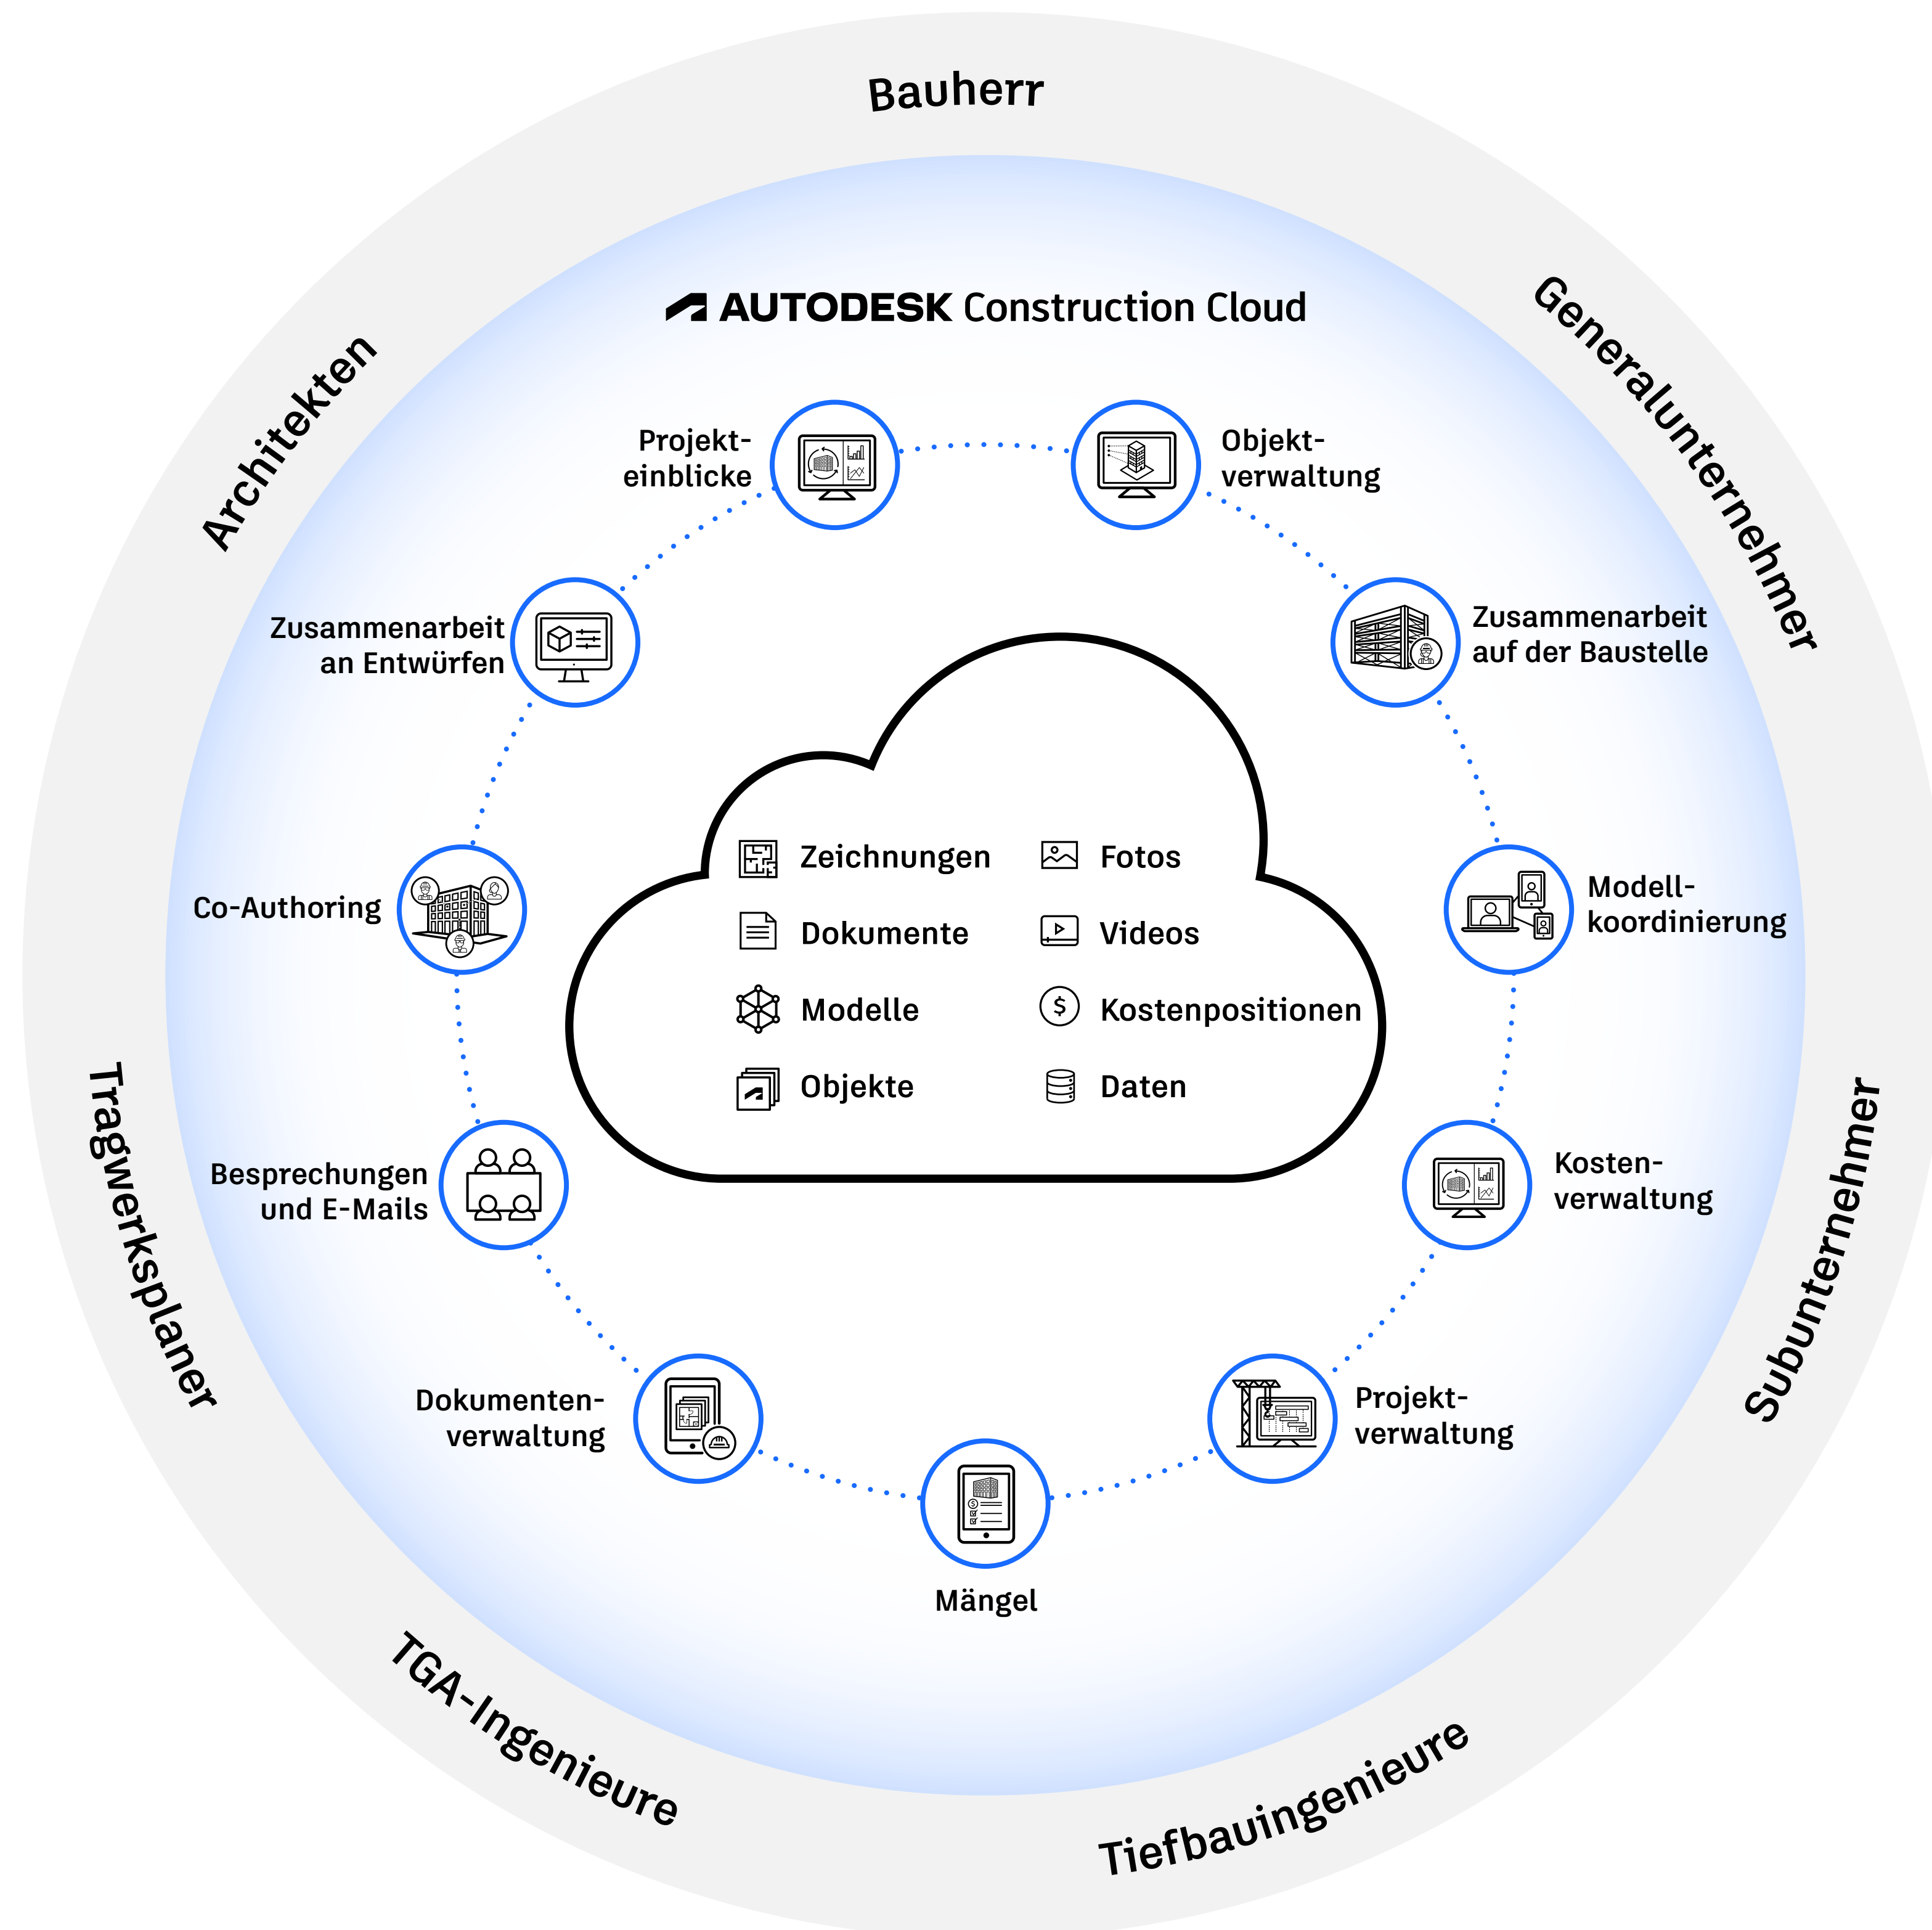 Bauherr
Generalunternehmer
Subunternehmer
Tiefbauingenieure
TGA-Ingenieure
Tragwerksplaner
Architekten
AUTODESK Construction Cloud
Projekt-
einblicke
Objekt-
verwaltung
Zusammenarbeit
auf der Baustelle
Modell-
koordinierung
Kosten-
verwaltung
Projekt-
verwaltung
Mängel
Dokumenten-
verwaltung
Besprechungen
und E-Mails
Co-Authoring
Zusammenarbeit
an Entwürfen
Zeichnungen
Dokumente
Modelle
Objekte
Fotos
Videos
$ Kostenpositionen
Daten